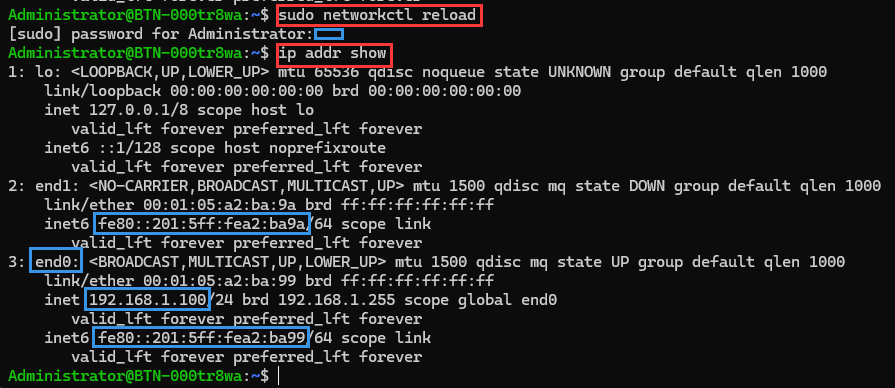 Administrator@BTN-000tr8wa:~$ sudo networkctl reload
[sudo] password for Administrator:
Administrator@BTN-000tr8wa:~$ ip addr show
1: lo: <LOOPBACK,UP,LOWER_UP> mtu 65536 qdisc noqueue state UNKNOWN group default qlen 1000
    link/loopback 00:00:00:00:00:00 brd 00:00:00:00:00:00
    inet 127.0.0.1/8 scope host lo
       valid_lft forever preferred_lft forever
    inet6 ::1/128 scope host noprefixroute
       valid_lft forever preferred_lft forever
2: end1: <NO-CARRIER,BROADCAST,MULTICAST,UP> mtu 1500 qdisc mq state DOWN group default qlen 1000
    link/ether 00:01:05:a2:ba:9a brd ff:ff:ff:ff:ff:ff
    inet6 fe80::201:5ff:fea2:ba9a/64 scope link
       valid_lft forever preferred_lft forever
3: end0: <BROADCAST,MULTICAST,UP,LOWER_UP> mtu 1500 qdisc mq state UP group default qlen 1000
    link/ether 00:01:05:a2:ba:99 brd ff:ff:ff:ff:ff:ff
    inet 192.168.1.100/24 brd 192.168.1.255 scope global end0
       valid_lft forever preferred_lft forever
    inet6 fe80::201:5ff:fea2:ba99/64 scope link
       valid_lft forever preferred_lft forever
Administrator@BTN-000tr8wa:~$